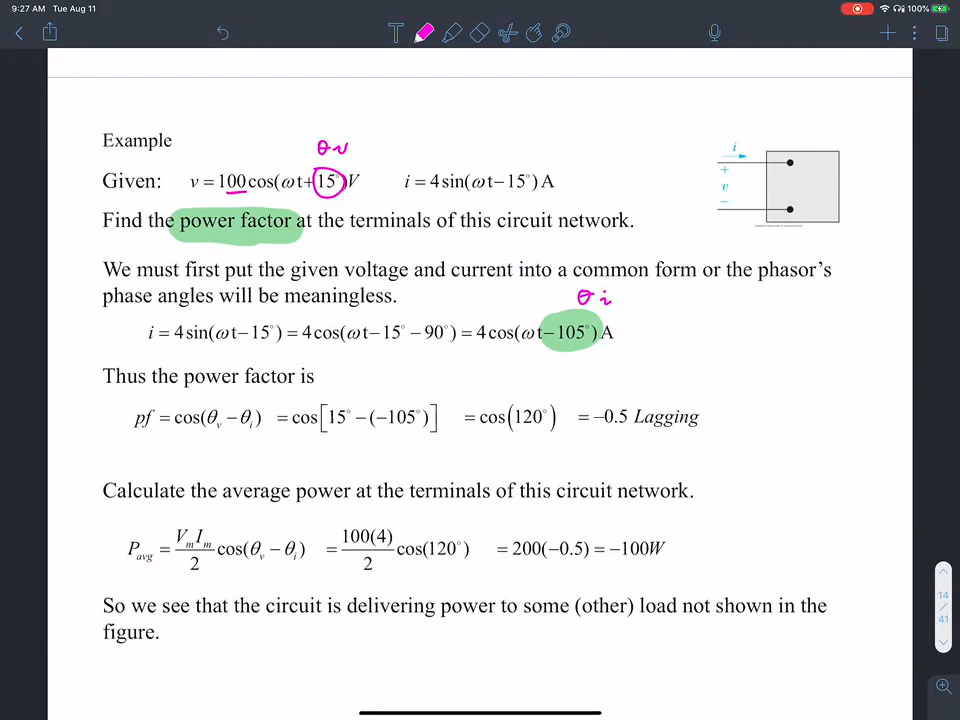 9:27 AM Tue Aug 11
100%
Example
θv
Given: v = 100cos(ωt+15°)V i = 4sin(ωt−15°)A
i
+
v
−
Find the power factor at the terminals of this circuit network.
We must first put the given voltage and current into a common form or the phasor's
phase angles will be meaningless.
θi
i = 4sin(ωt−15°) = 4cos(ωt−15°−90°) = 4cos(ωt−105°)A
Thus the power factor is
pf = cos(θv − θi) = cos[15° − (−105°)] = cos(120°) = −0.5 Lagging
Calculate the average power at the terminals of this circuit network.
Pavg = VmIm/2 cos(θv − θi) = 100(4)/2 cos(120°) = 200(−0.5) = −100W
So we see that the circuit is delivering power to some (other) load not shown in the
figure.
14
/
41